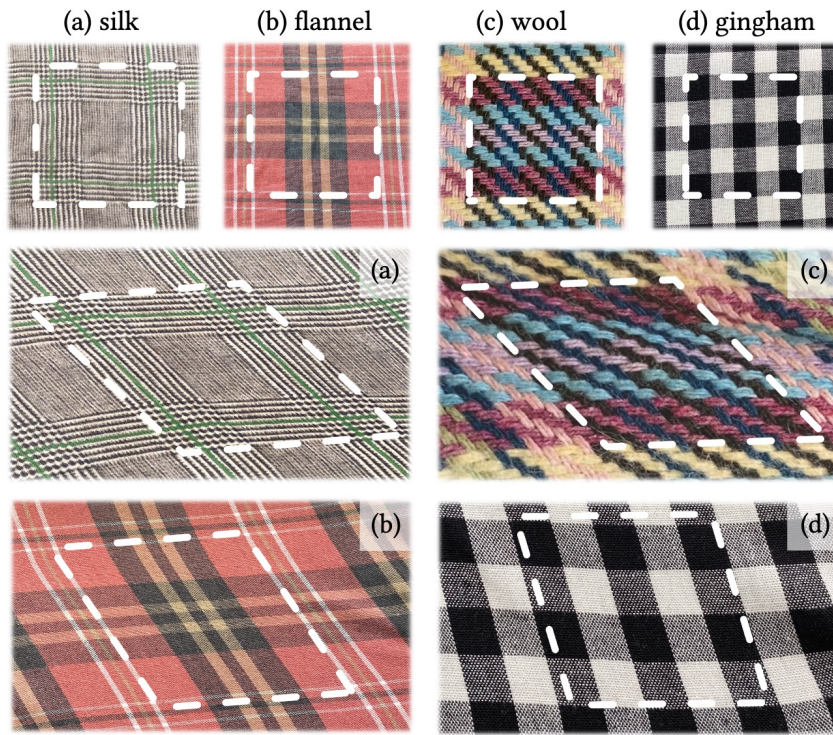 (a) silk
(b) flannel
(c) wool
(d) gingham
(a)
(c)
(b)
(d)